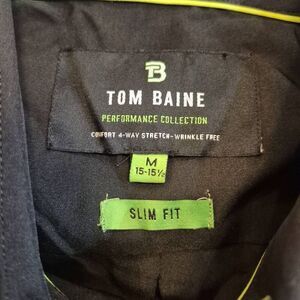 TB
TOM BAINE
PERFORMANCE COLLECTION
COMFORT 4-WAY STRETCH-WRINKLE FREE
M
15-15½
SLIM FIT